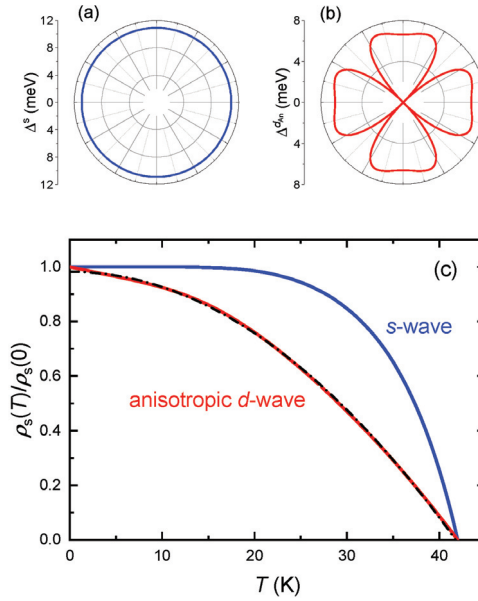 (a)
(b)
Δˢ (meV)
12
8
4
0
4
8
12
Δᵈᴬⁿ (meV)
8
4
0
4
8
(c)
ρₛ(T)/ρₛ(0)
1.0
0.8
0.6
0.4
0.2
0.0
s-wave
anisotropic d-wave
0
10
20
30
40
T (K)